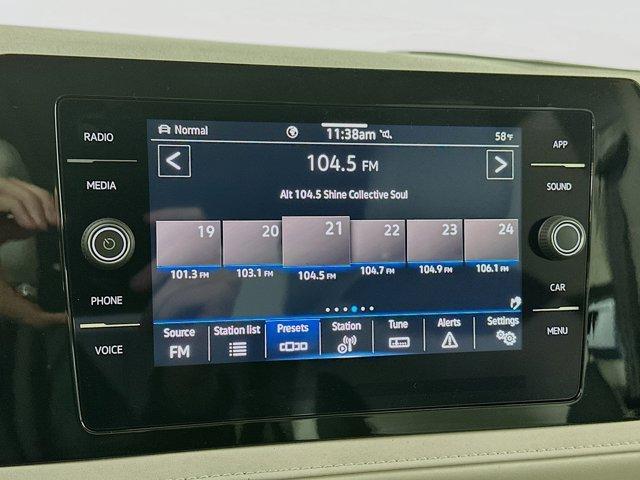 RADIO
MEDIA
PHONE
VOICE
Normal
11:38am
58°F
104.5 FM
Alt 104.5 Shine Collective Soul
19 20 21 22 23 24
101.3 FM 103.1 FM 104.5 FM 104.7 FM 104.9 FM 106.1 FM
Source Station list Presets Station Tune Alerts Settings
FM
APP
SOUND
CAR
MENU